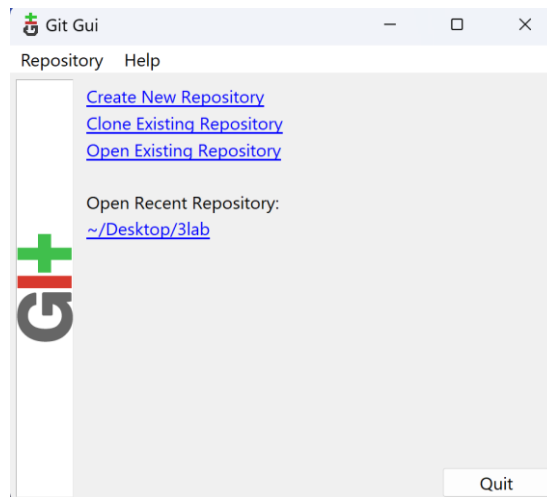 Git Gui
Repository Help
Create New Repository
Clone Existing Repository
Open Existing Repository
Open Recent Repository:
~/Desktop/3lab
GIt
Quit